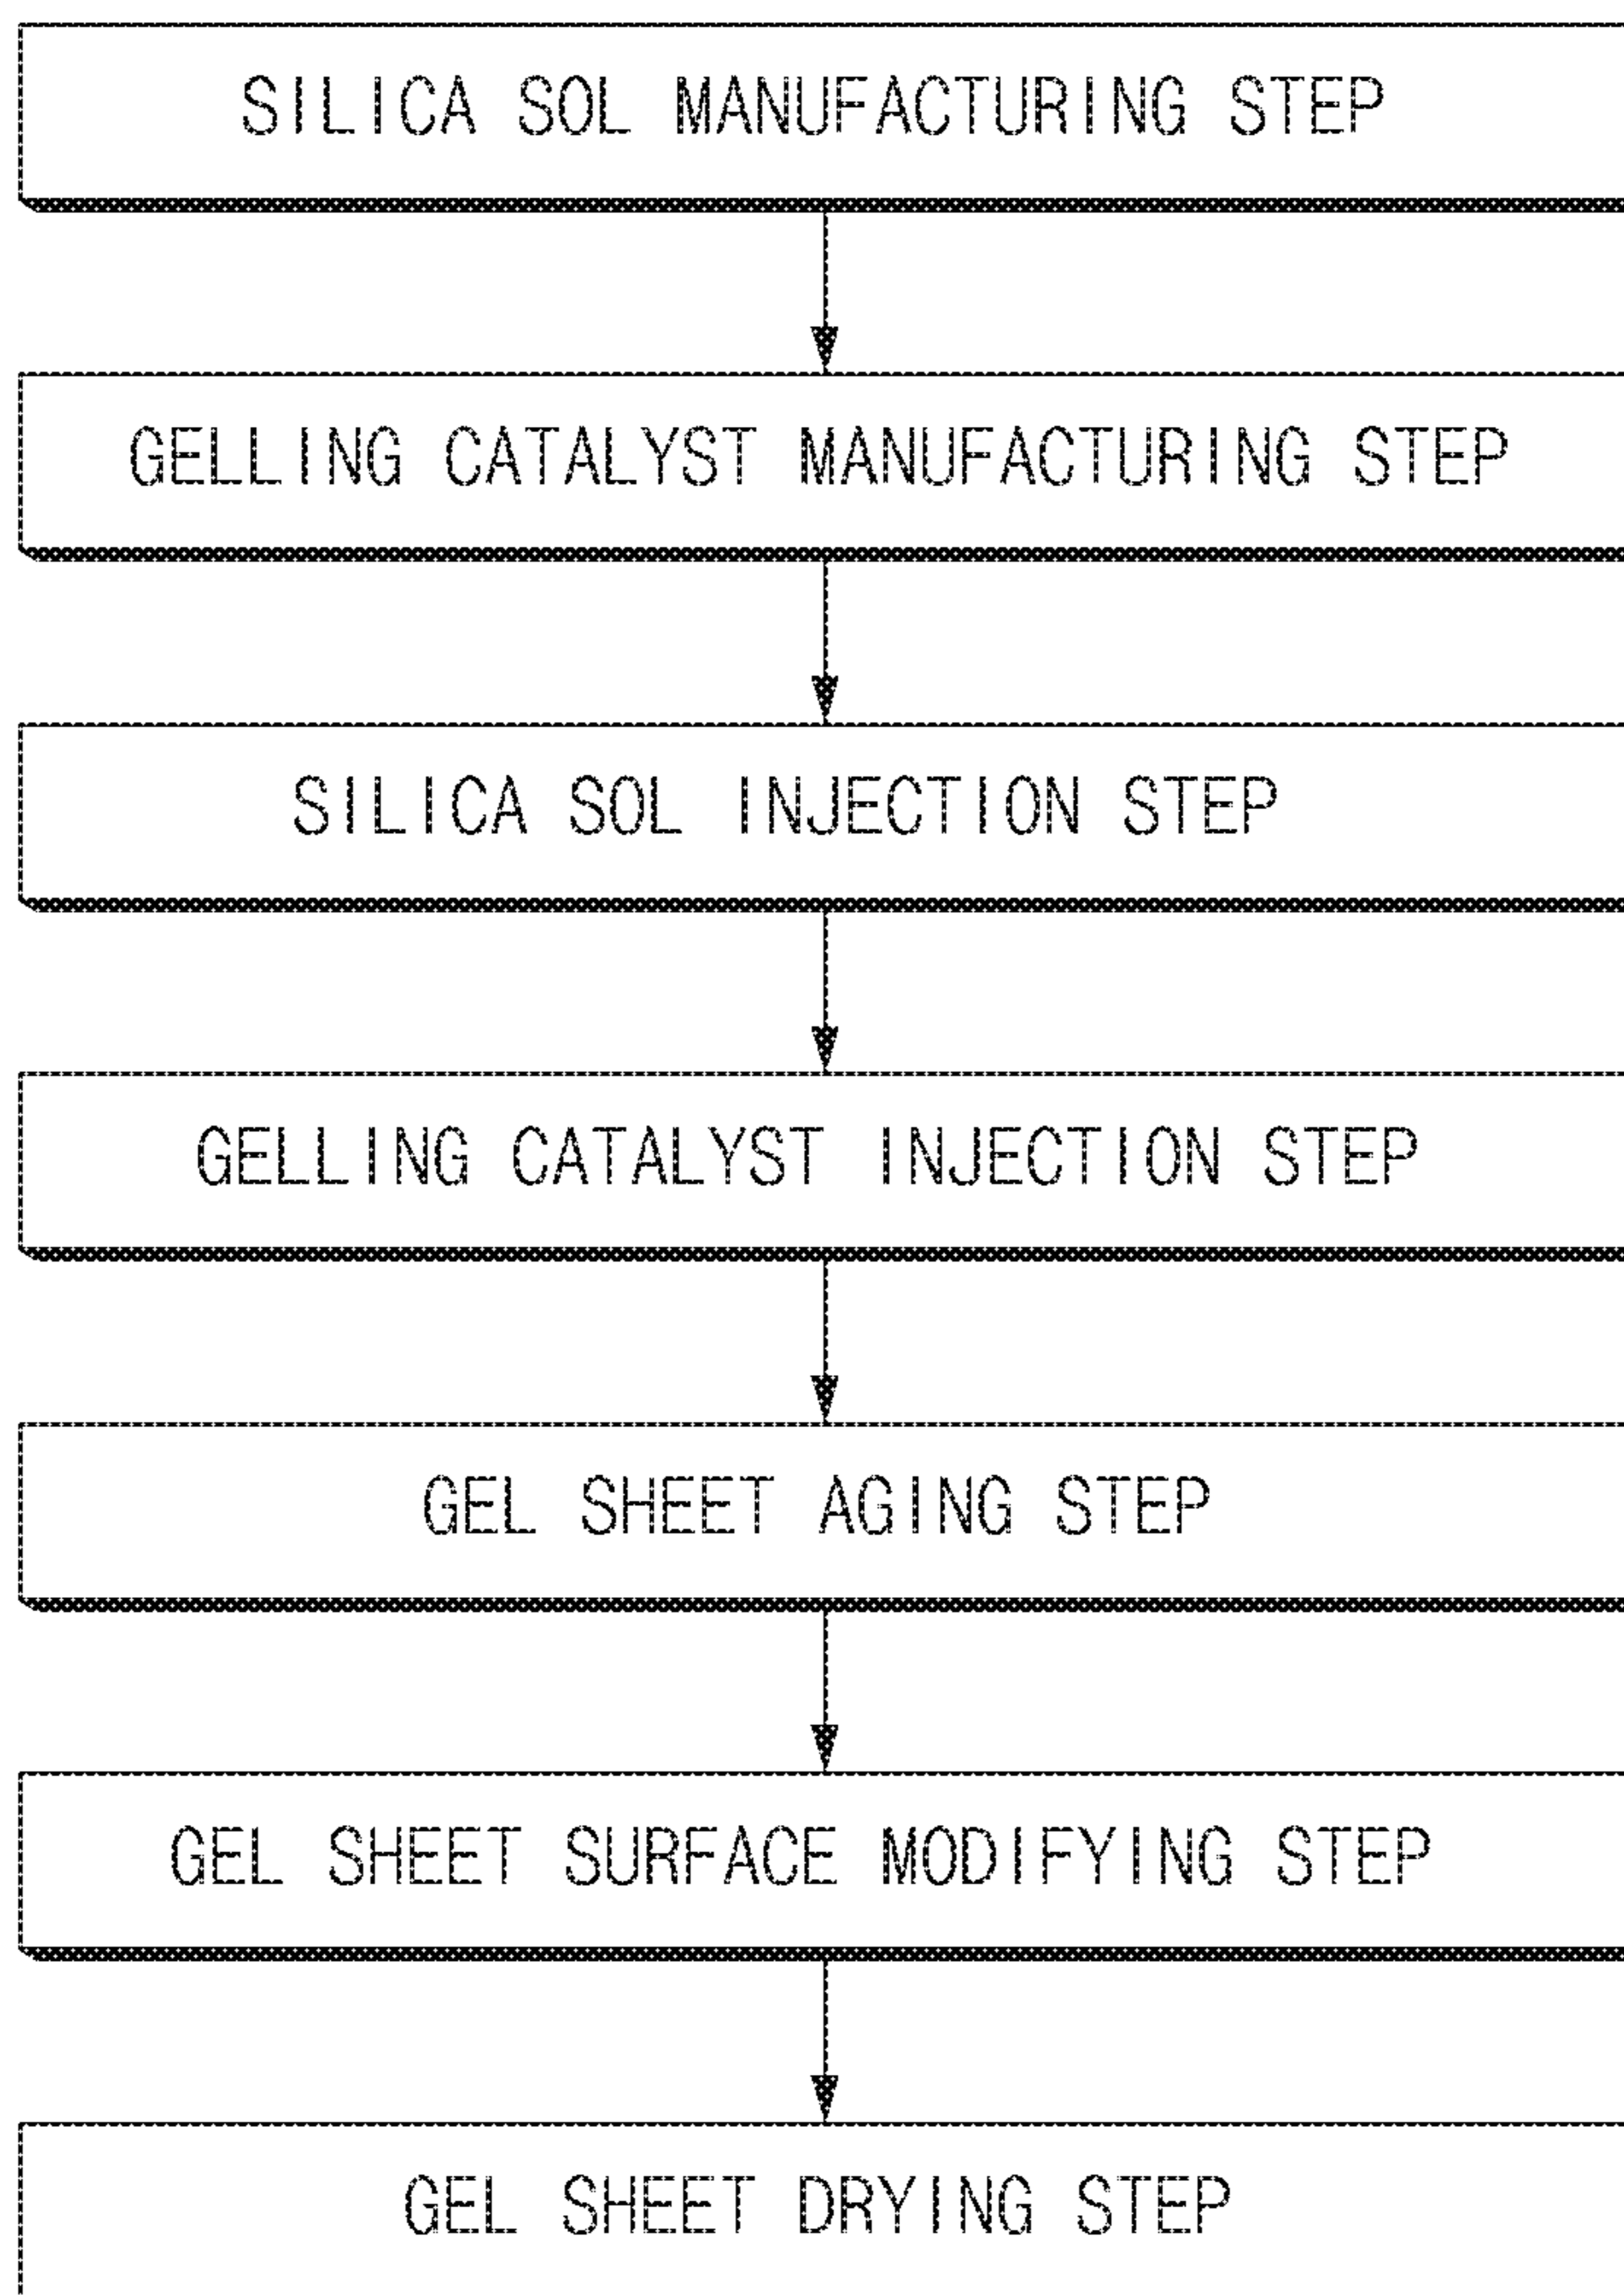 SILICA SOL MANUFACTURING STEP
GELLING CATALYST MANUFACTURING STEP
SILICA SOL INJECTION STEP
GELLING CATALYST INJECTION STEP
GEL SHEET AGING STEP
GEL SHEET SURFACE MODIFYING STEP
GEL SHEET DRYING STEP